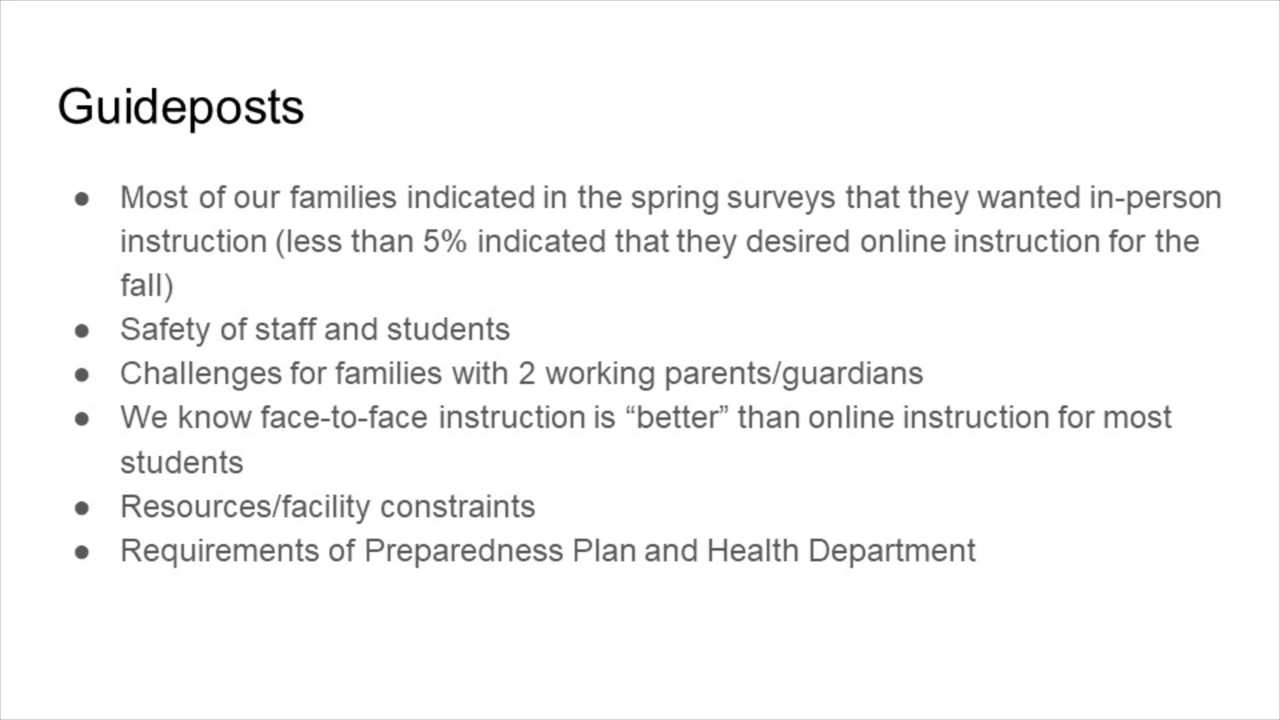 Guideposts
● Most of our families indicated in the spring surveys that they wanted in-person
instruction (less than 5% indicated that they desired online instruction for the
fall)
● Safety of staff and students
● Challenges for families with 2 working parents/guardians
● We know face-to-face instruction is “better” than online instruction for most
students
● Resources/facility constraints
● Requirements of Preparedness Plan and Health Department